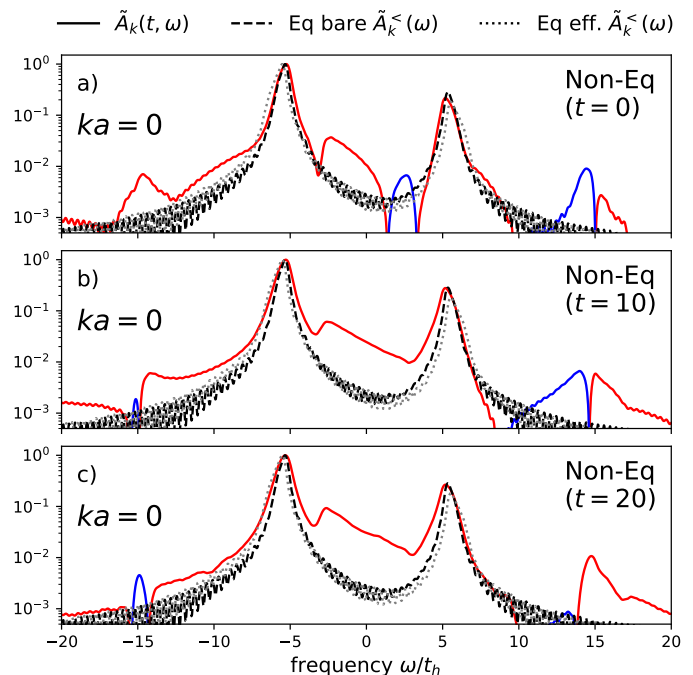 Ã_k(t, ω) Eq bare Ã_k^<(ω) Eq eff. Ã_k^<(ω)
a)
ka = 0
Non-Eq
(t = 0)
10^0
10^−1
10^−2
10^−3
b)
ka = 0
Non-Eq
(t = 10)
10^0
10^−1
10^−2
10^−3
c)
ka = 0
Non-Eq
(t = 20)
10^0
10^−1
10^−2
10^−3
−20 −15 −10 −5 0 5 10 15 20
frequency ω/t_h